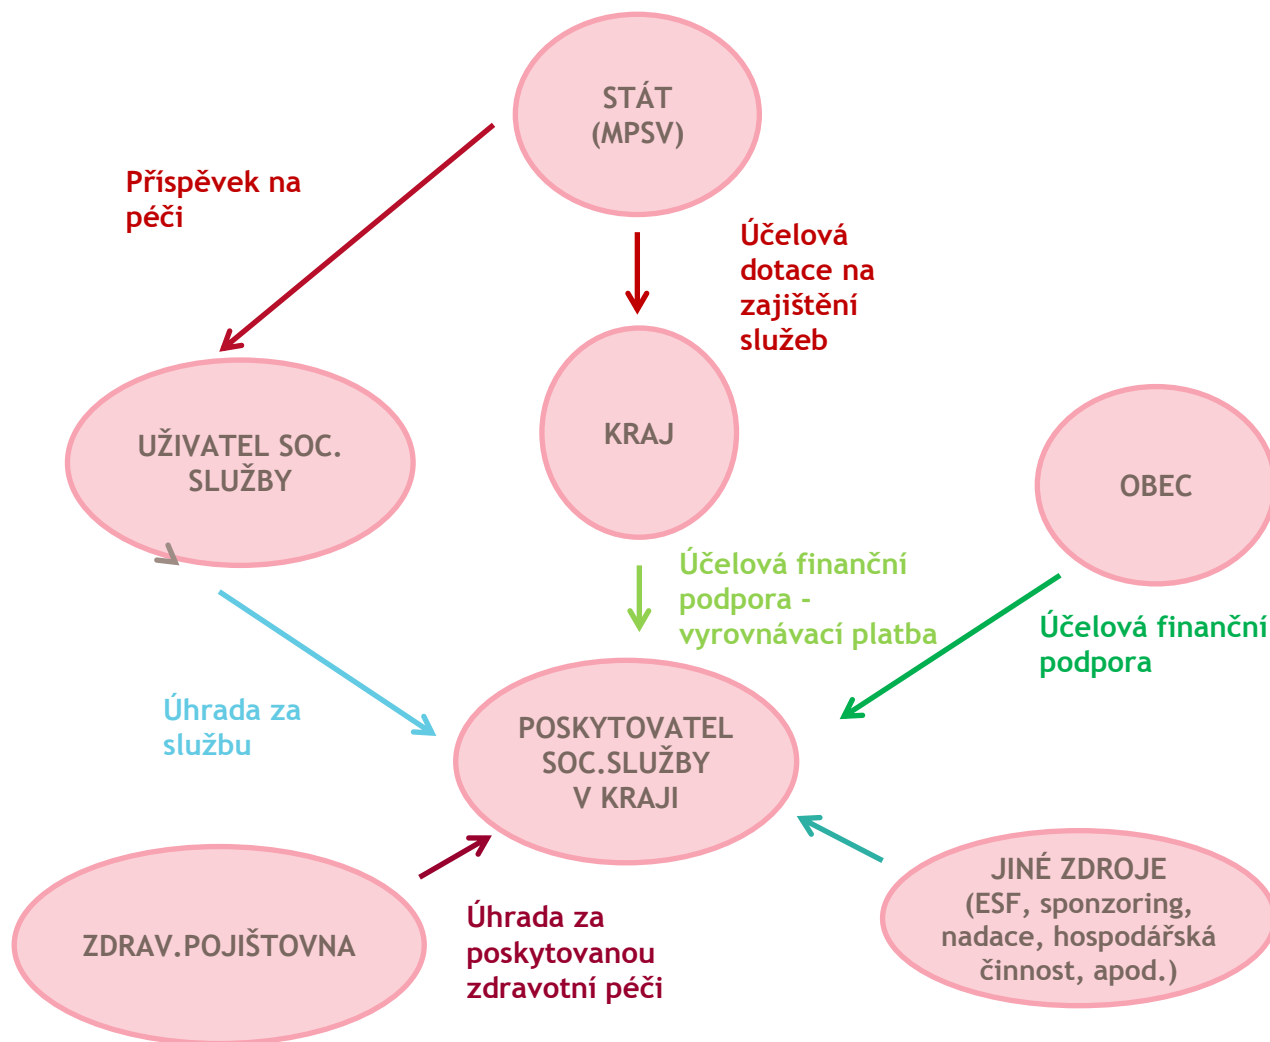 STÁT
(MPSV)
Příspěvek na
péči
Účelová
dotace na
zajištění
služeb
UŽIVATEL SOC.
SLUŽBY
KRAJ
OBEC
Účelová finanční
podpora -
vyrovnávací platba
Účelová finanční
podpora
Úhrada za
službu
POSKYTOVATEL
SOC.SLUŽBY
V KRAJI
ZDRAV.POJIŠTOVNA
Úhrada za
poskytovanou
zdravotní péči
JINÉ ZDROJE
(ESF, sponzoring,
nadace, hospodářská
činnost, apod.)